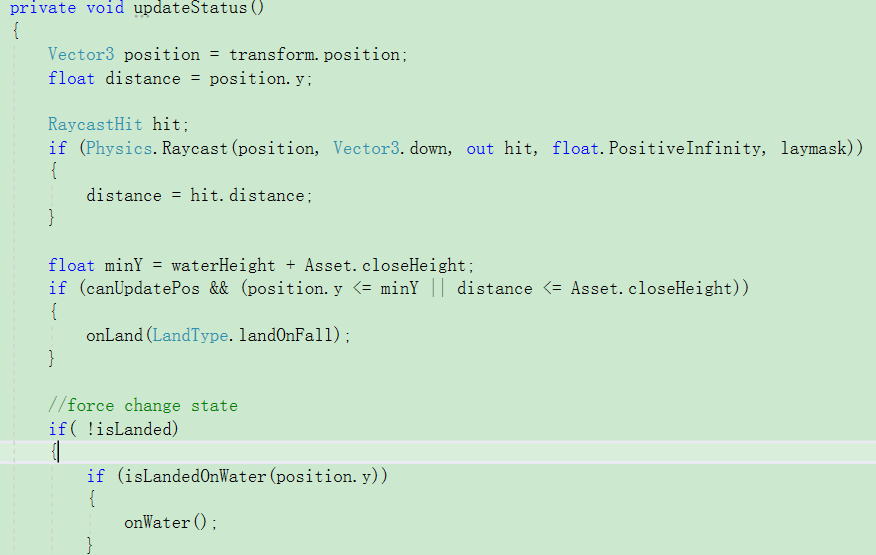 private void updateStatus()
{
Vector3 position = transform.position;
float distance = position.y;
RaycastHit hit;
if (Physics.Raycast(position, Vector3.down, out hit, float.PositiveInfinity, laymask))
{
distance = hit.distance;
}
float minY = waterHeight + Asset.closeHeight;
if (canUpdatePos && (position.y <= minY || distance <= Asset.closeHeight))
{
onLand(LandType.landOnFall);
}
//force change state
if( !isLanded)
{
if (isLandedOnWater(position.y))
{
onWater();
}